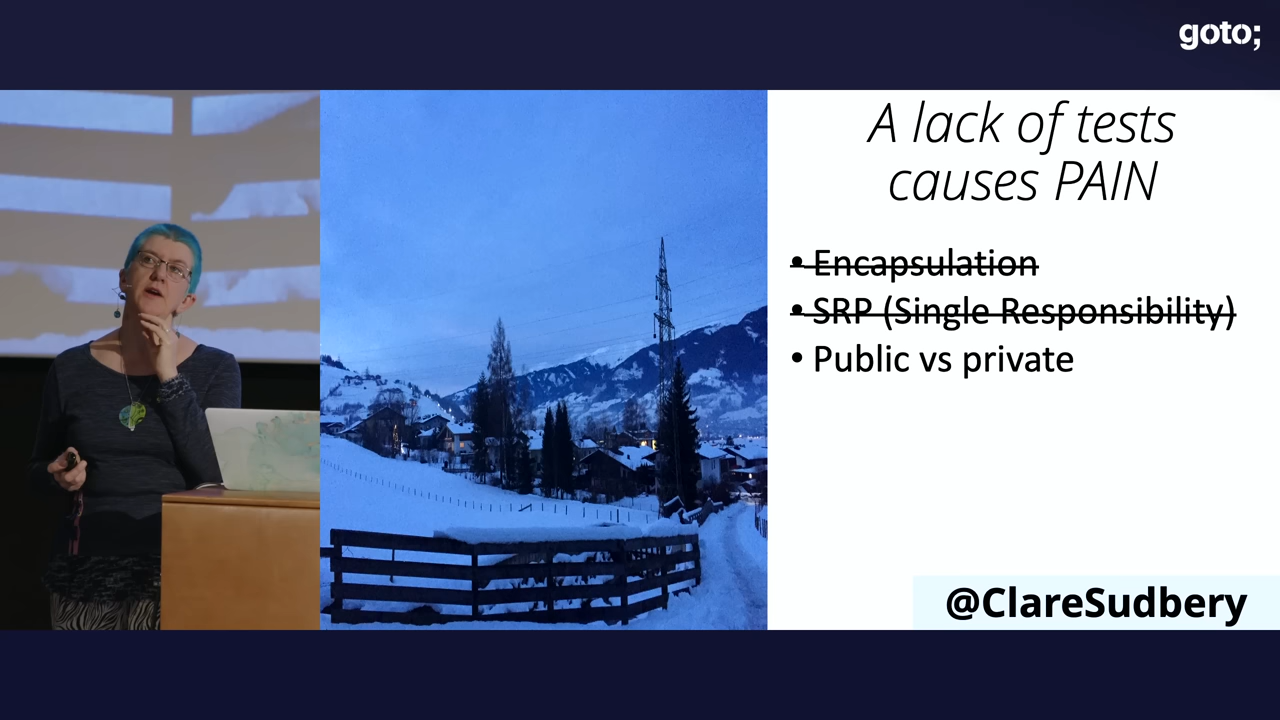 goto;
A lack of tests
causes PAIN
• Encapsulation
• SRP (Single Responsibility)
• Public vs private
@ClareSudbery